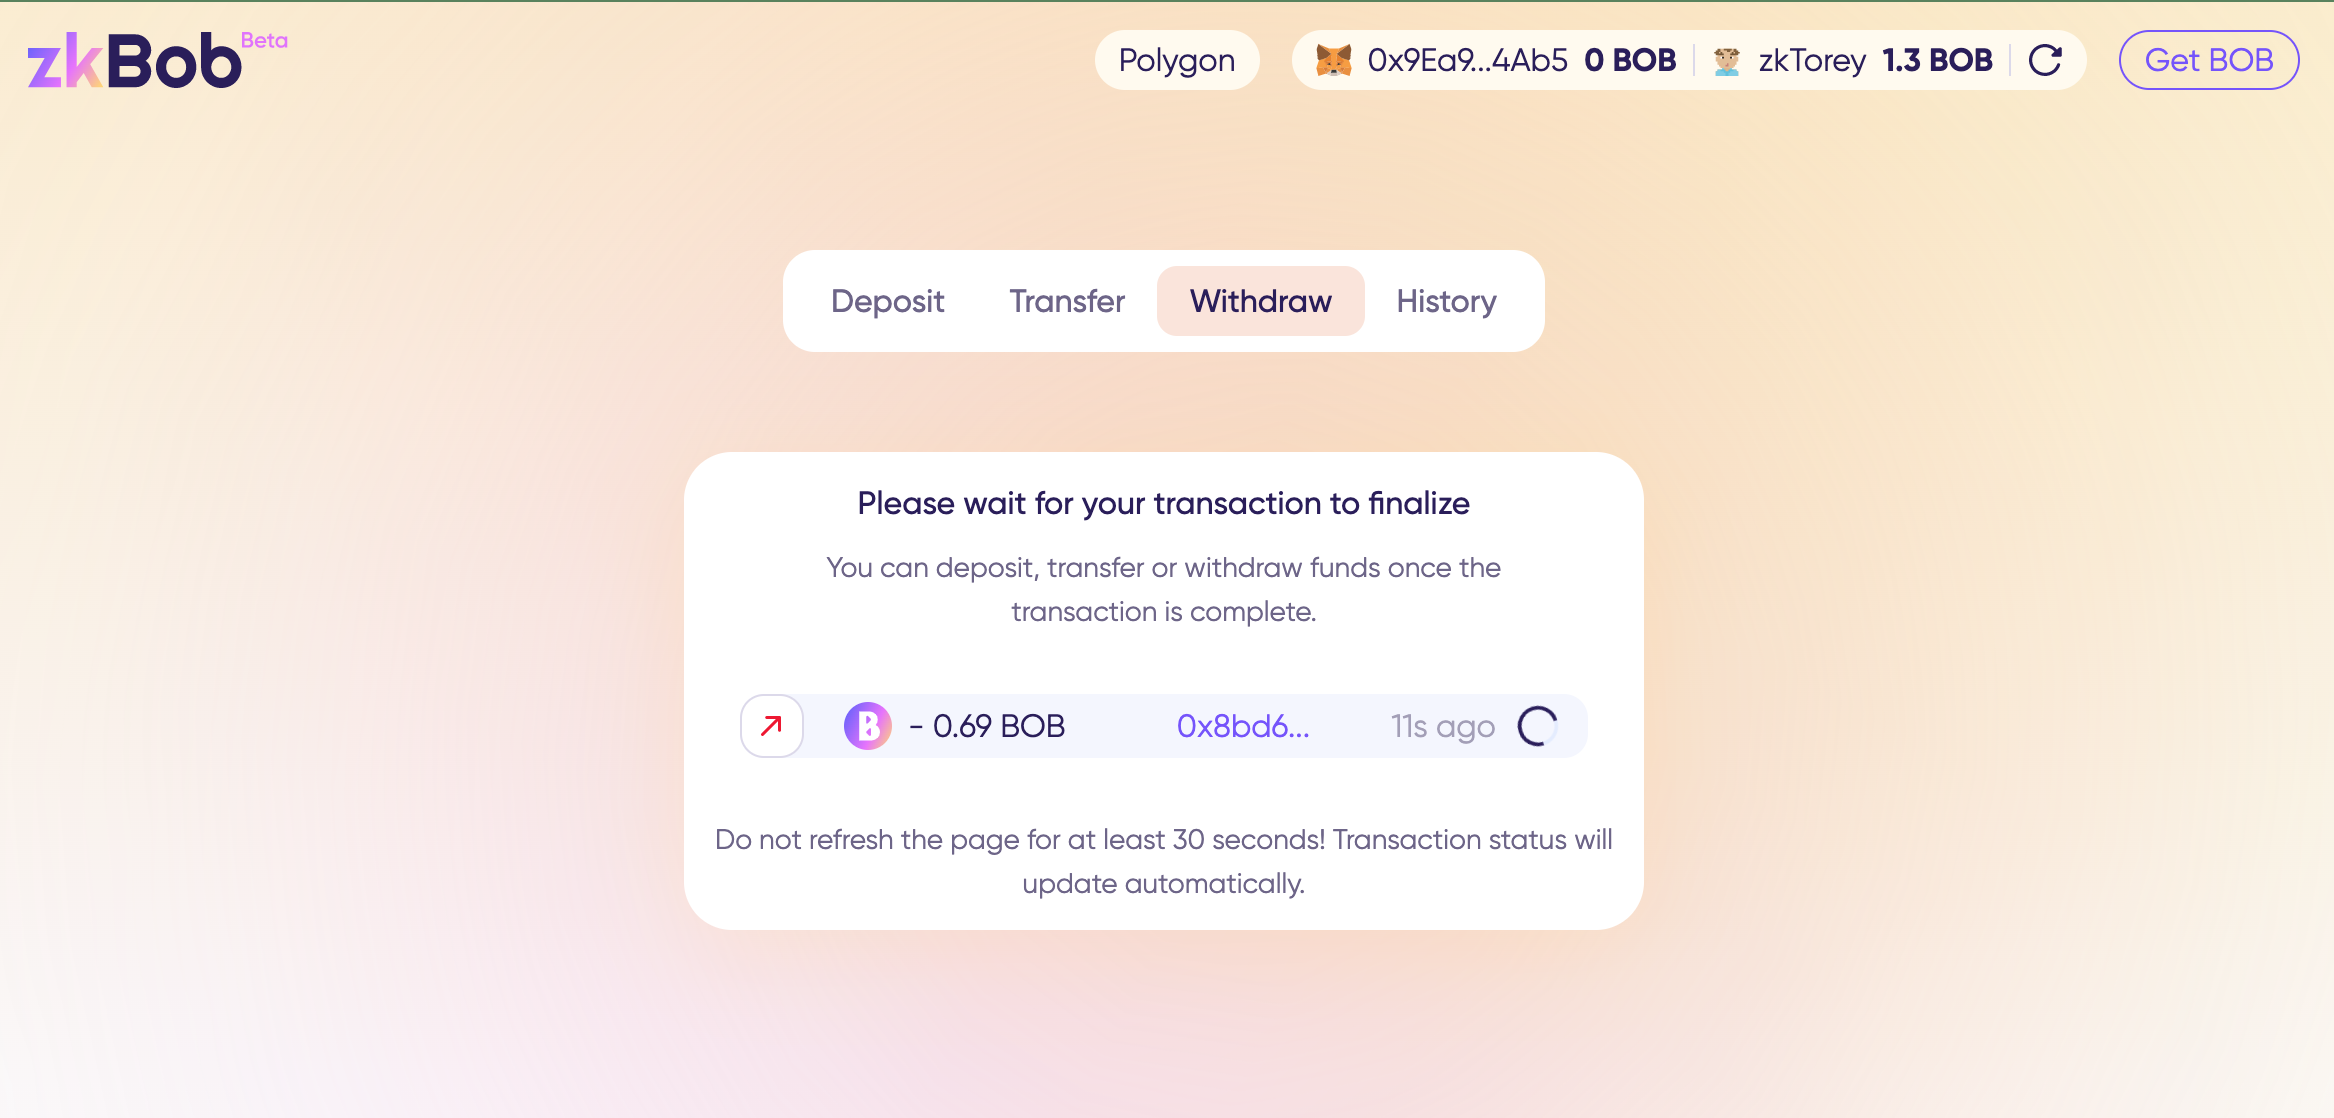 zkBob Beta
Polygon
0x9Ea9...4Ab5 0 BOB
zkTorey 1.3 BOB
Get BOB
Deposit
Transfer
Withdraw
History
Please wait for your transaction to finalize
You can deposit, transfer or withdraw funds once the
transaction is complete.
- 0.69 BOB
0x8bd6...
11s ago
Do not refresh the page for at least 30 seconds! Transaction status will
update automatically.